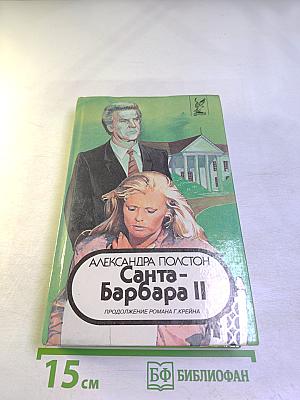 АЛЕКСАНДРА ПОЛСТОН
Санта-
Барбара II
ПРОДОЛЖЕНИЕ РОМАНА Г.КРЕЙНА
15 см
БФ БИБЛИОФАН